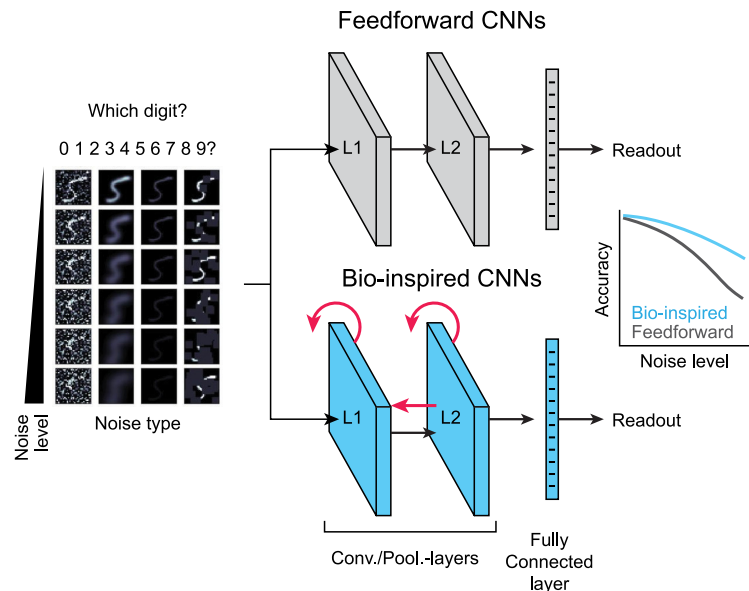 Feedforward CNNs
Which digit?
0 1 2 3 4 5 6 7 8 9?
L1
L2
Readout
Noise level
Noise type
Accuracy
Bio-inspired
Feedforward
Noise level
Bio-inspired CNNs
L1
L2
Readout
Conv./Pool.-layers
Fully
Connected
layer